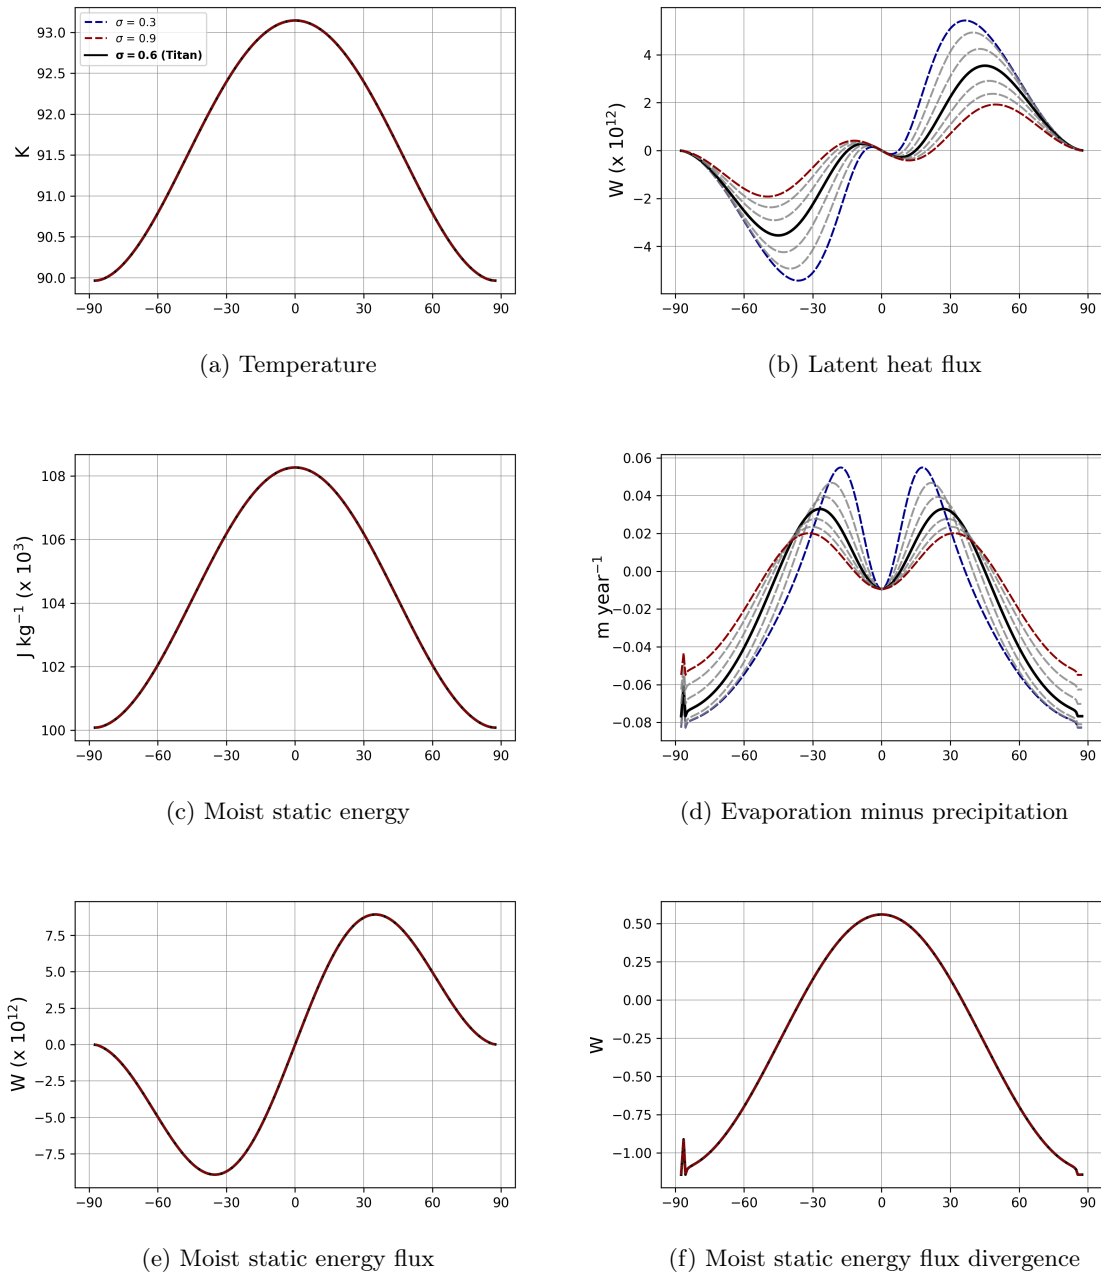 93.0
92.5
92.0
91.5
91.0
90.5
90.0
K
σ = 0.3
σ = 0.9
σ = 0.6 (Titan)
−90 −60 −30 0 30 60 90
(a) Temperature
4
2
0
−2
−4
W (x 10¹²)
−90 −60 −30 0 30 60 90
(b) Latent heat flux
108
106
104
102
100
J kg⁻¹ (x 10³)
−90 −60 −30 0 30 60 90
(c) Moist static energy
0.06
0.04
0.02
0.00
−0.02
−0.04
−0.06
−0.08
m year⁻¹
−90 −60 −30 0 30 60 90
(d) Evaporation minus precipitation
7.5
5.0
2.5
0.0
−2.5
−5.0
−7.5
W (x 10¹²)
−90 −60 −30 0 30 60 90
(e) Moist static energy flux
0.50
0.25
0.00
−0.25
−0.50
−0.75
−1.00
W
−90 −60 −30 0 30 60 90
(f) Moist static energy flux divergence